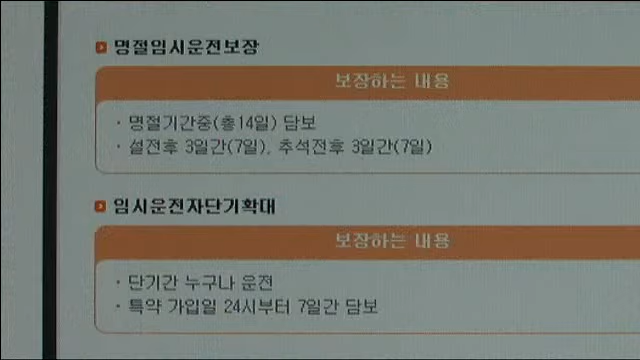 명절임시운전보장
보장하는 내용
· 명절기간중(총14일) 담보
· 설전후 3일간(7일), 추석전후 3일간(7일)
임시운전자단기확대
보장하는 내용
· 단기간 누구나 운전
· 특약 가입일 24시부터 7일간 담보